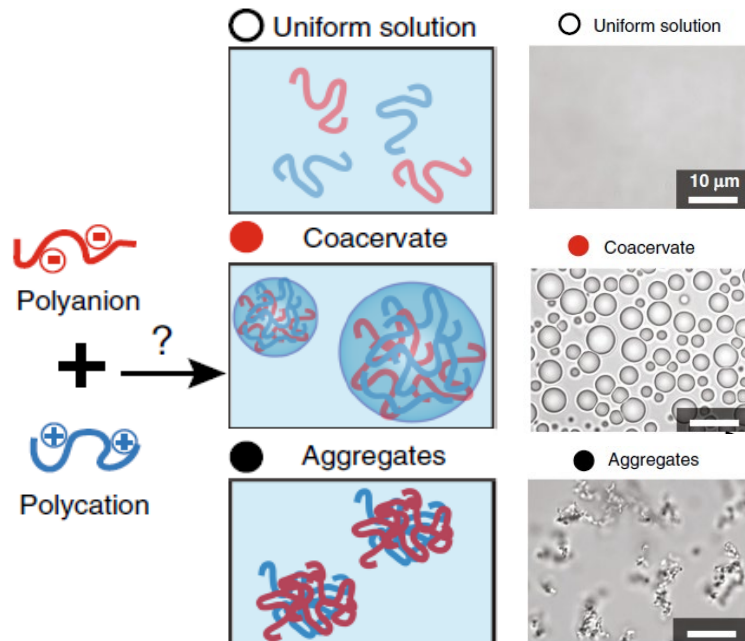 Uniform solution
Uniform solution
10 μm
Coacervate
Coacervate
Polyanion
?
+
Polycation
Aggregates
Aggregates